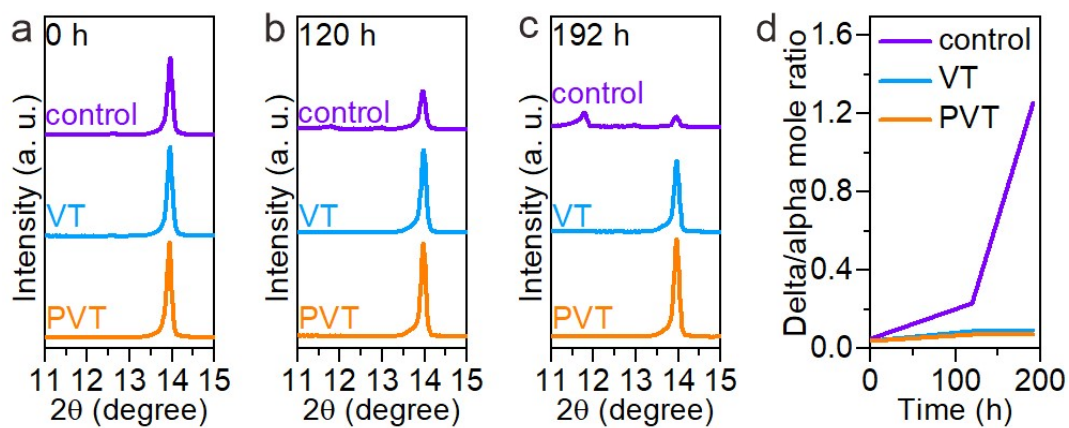 a
0 h
control
VT
PVT
Intensity (a. u.)
11 12 13 14 15
2θ (degree)
b
120 h
control
VT
PVT
Intensity (a. u.)
11 12 13 14 15
2θ (degree)
c
192 h
control
VT
PVT
Intensity (a. u.)
11 12 13 14 15
2θ (degree)
d
control
VT
PVT
Delta/alpha mole ratio
1.6
1.2
0.8
0.4
0.0
0 100 200
Time (h)